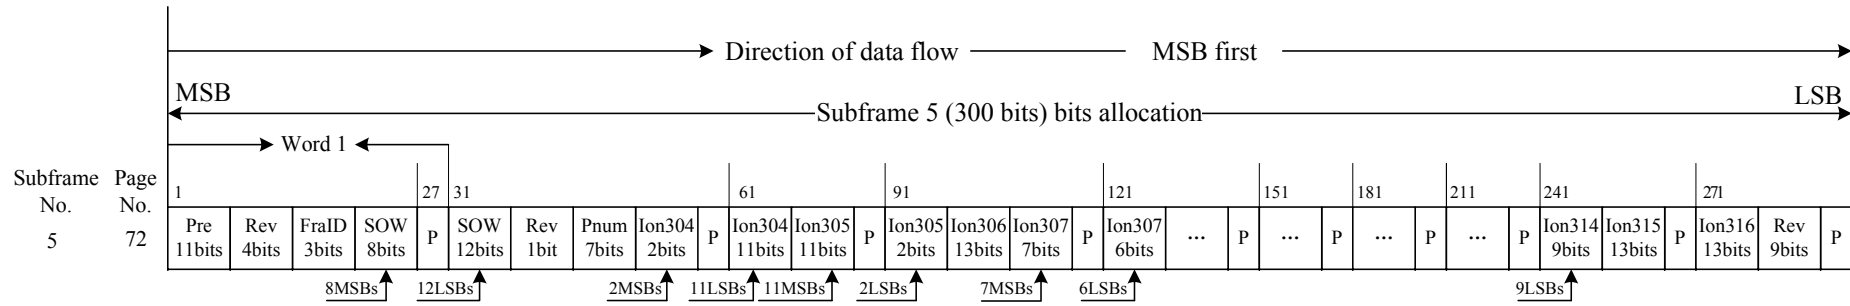 Direction of data flow MSB first
MSB LSB
Subframe 5 (300 bits) bits allocation
Word 1
Subframe Page
No. No.
1 27 31 61 91 121 151 181 211 241 271
5 72
Pre Rev FraID SOW P SOW Rev Pnum Ion304 P Ion304 Ion305 P Ion305 Ion306 Ion307 P Ion307 ... P ... P ... P ... P Ion314 Ion315 P Ion316 Rev P
11bits 4bits 3bits 8bits 12bits 1bit 7bits 2bits 11bits 11bits 2bits 13bits 7bits 6bits 9bits 13bits 13bits 9bits
8MSBs 12LSBs 2MSBs 11LSBs 11MSBs 2LSBs 7MSBs 6LSBs 9LSBs